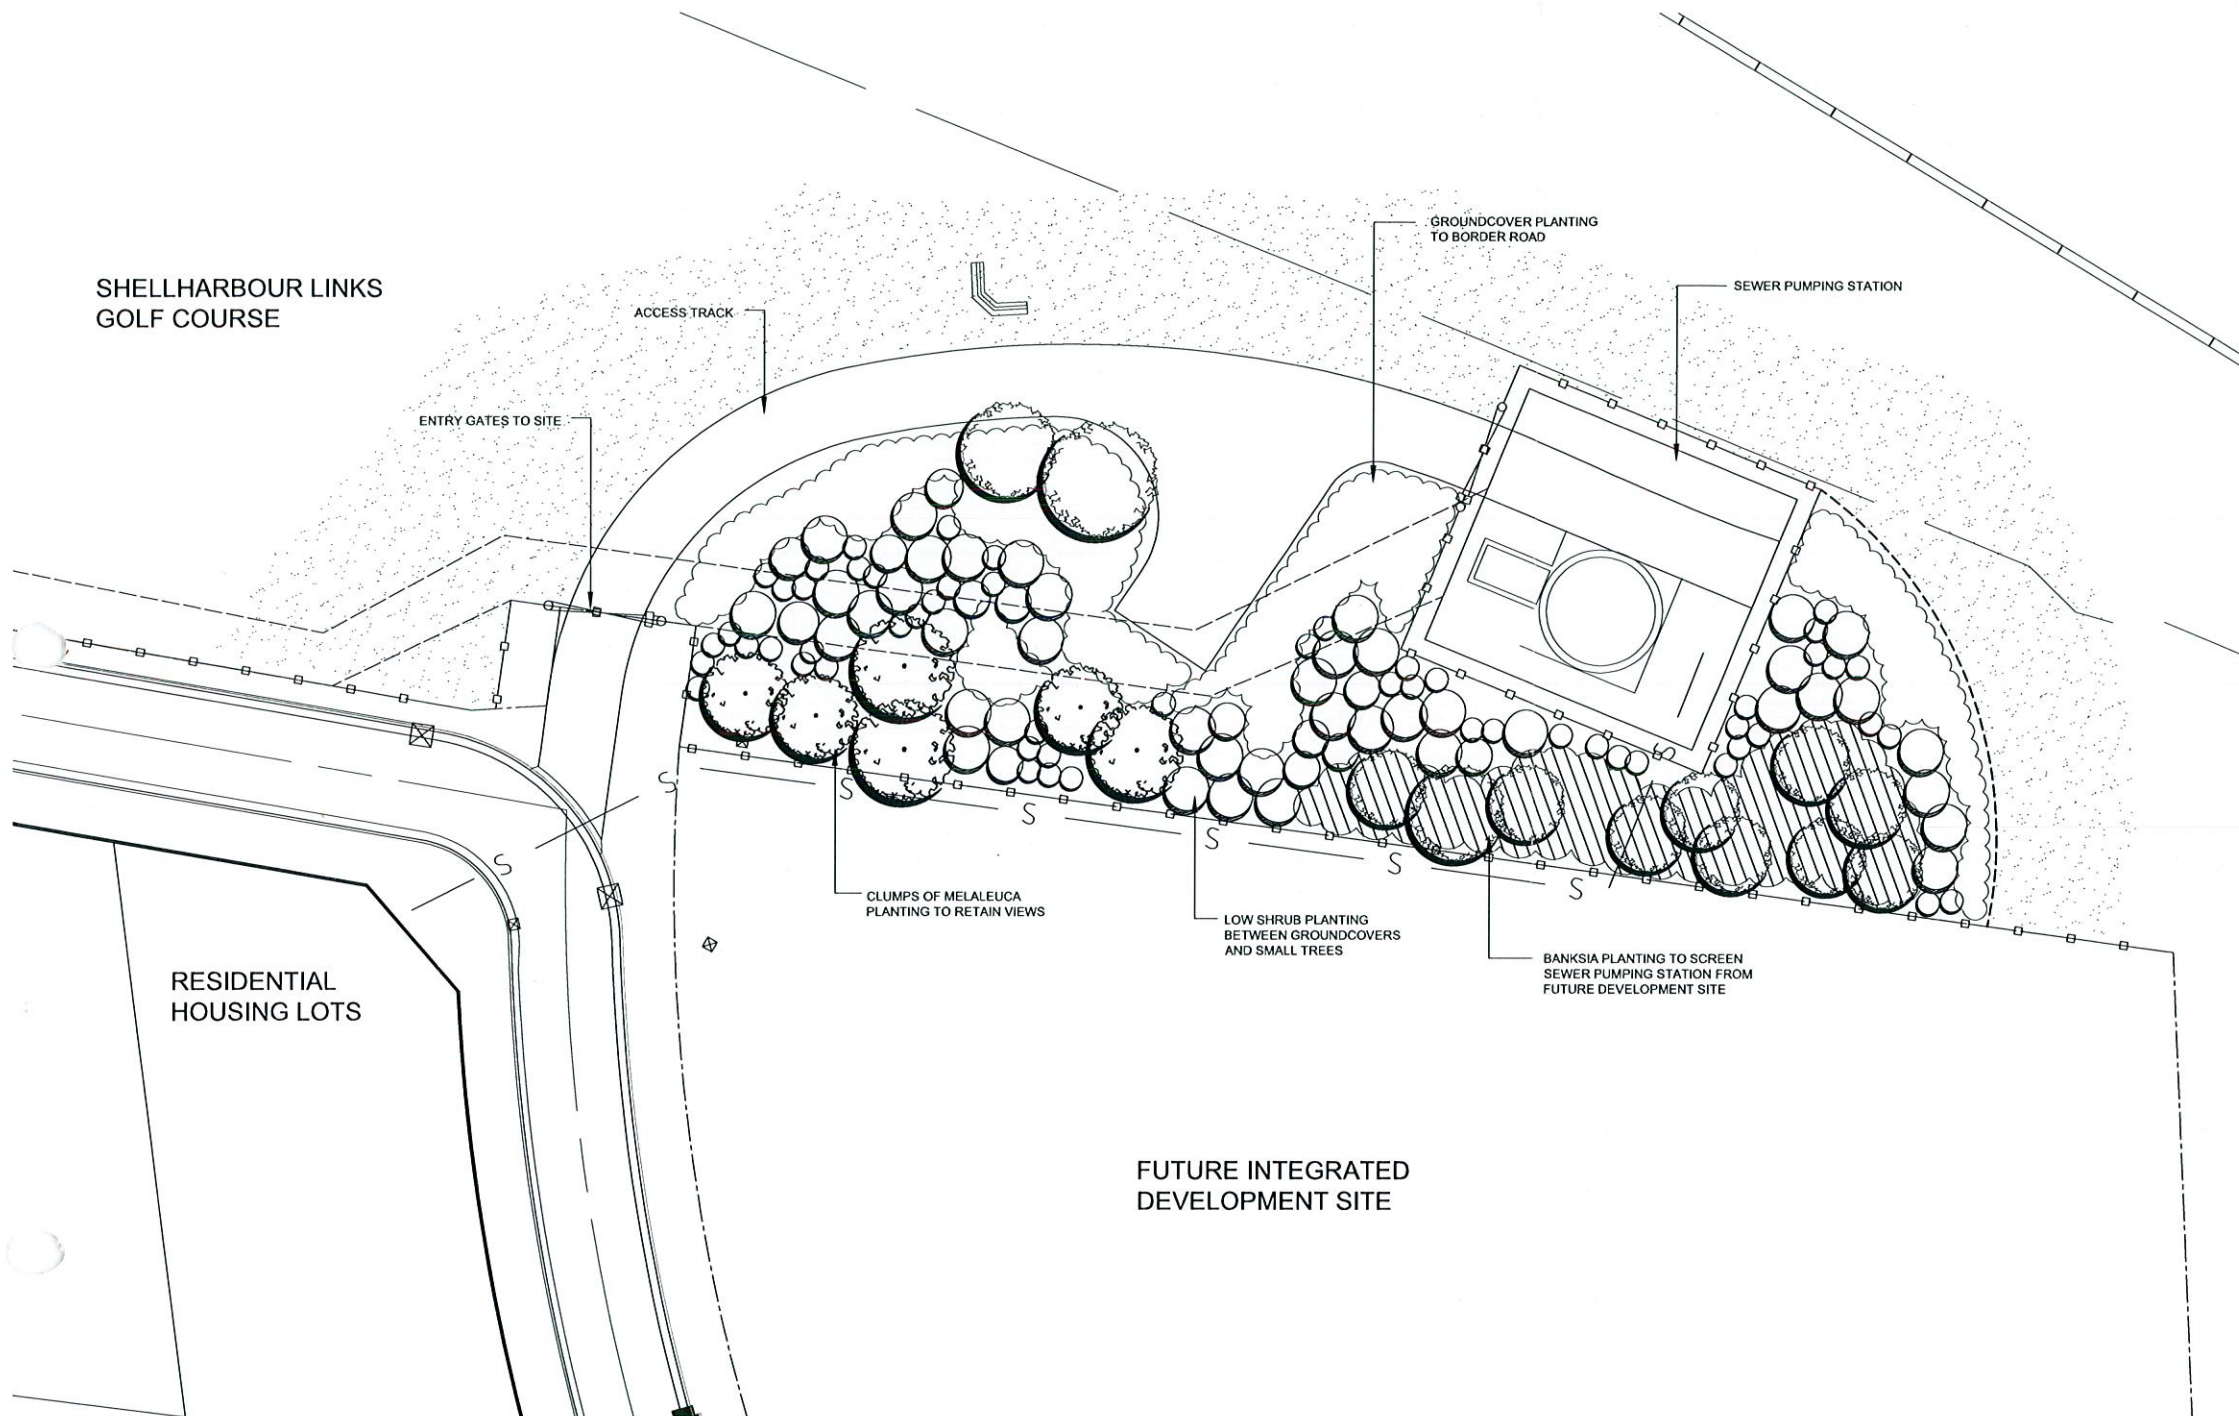 GROUNDCOVER PLANTING
TO BORDER ROAD
SHELLHARBOUR LINKS
GOLF COURSE
SEWER PUMPING STATION
ACCESS TRACK
ENTRY GATES TO SITE
S
S
S
S
S
S
S
S
CLUMPS OF MELALEUCA
PLANTING TO RETAIN VIEWS
LOW SHRUB PLANTING
BETWEEN GROUNDCOVERS
AND SMALL TREES
BANKSIA PLANTING TO SCREEN
SEWER PUMPING STATION FROM
FUTURE DEVELOPMENT SITE
RESIDENTIAL
HOUSING LOTS
FUTURE INTEGRATED
DEVELOPMENT SITE